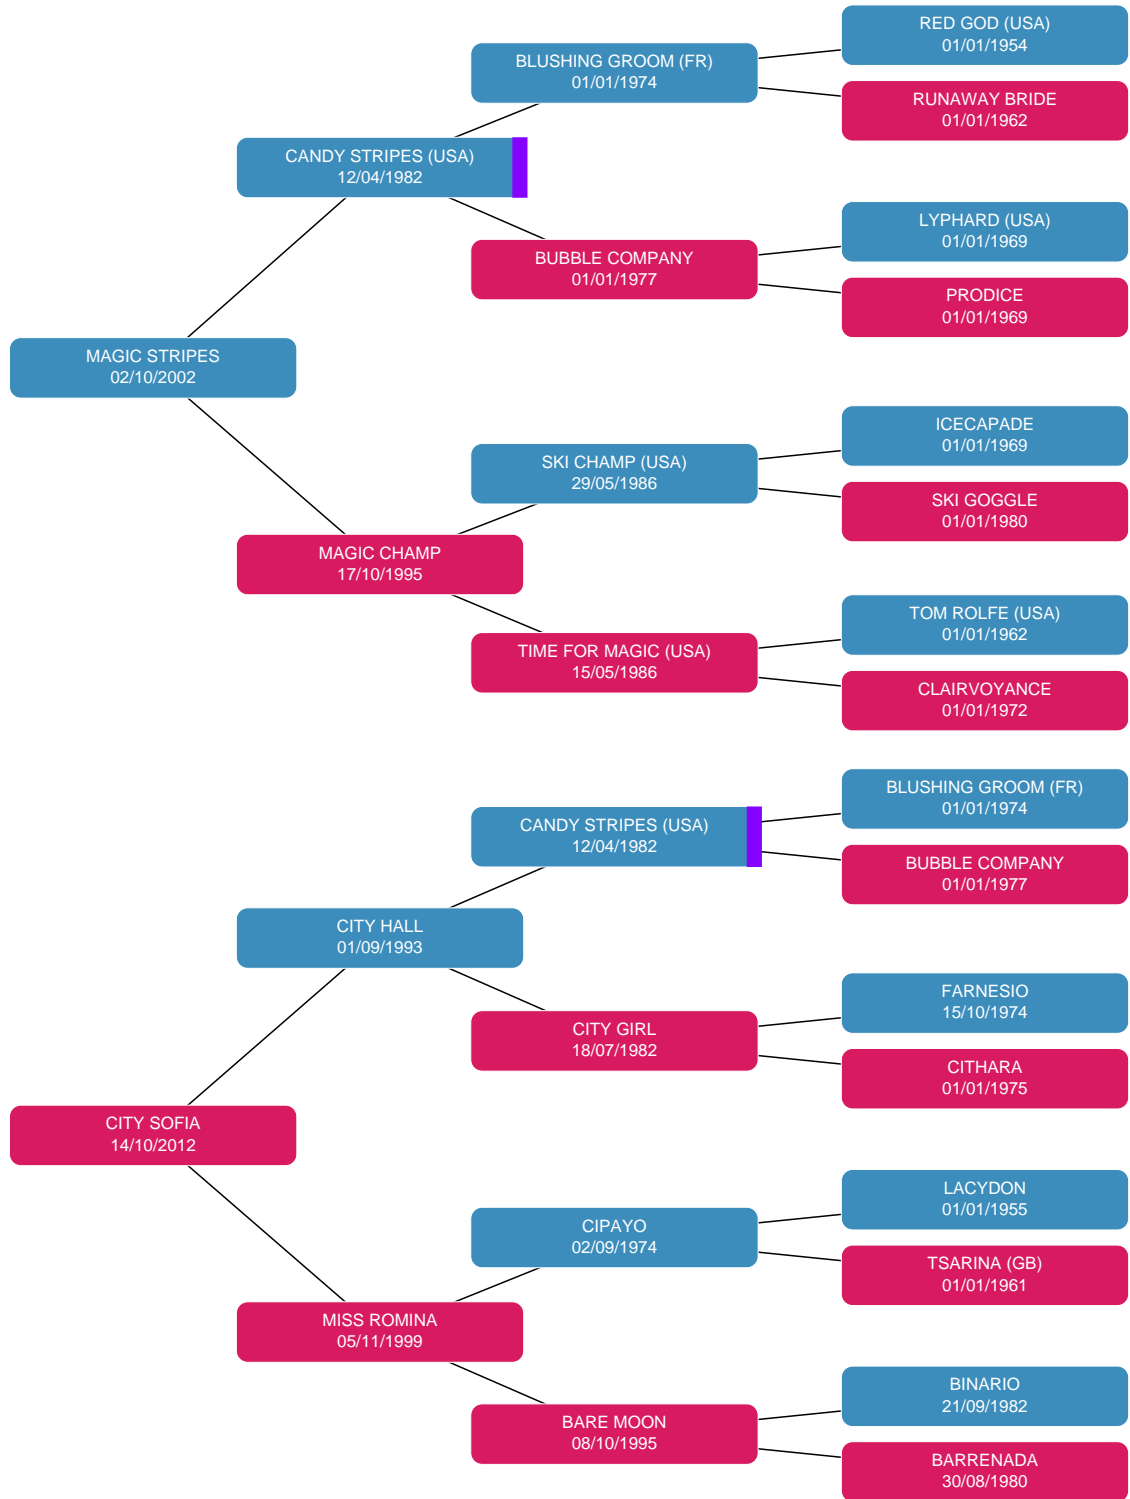 RED GOD (USA)
01/01/1954
BLUSHING GROOM (FR)
01/01/1974
RUNAWAY BRIDE
01/01/1962
CANDY STRIPES (USA)
12/04/1982
LYPHARD (USA)
01/01/1969
BUBBLE COMPANY
01/01/1977
PRODICE
01/01/1969
MAGIC STRIPES
02/10/2002
ICECAPADE
01/01/1969
SKI CHAMP (USA)
29/05/1986
SKI GOGGLE
01/01/1980
MAGIC CHAMP
17/10/1995
TOM ROLFE (USA)
01/01/1962
TIME FOR MAGIC (USA)
15/05/1986
CLAIRVOYANCE
01/01/1972
BLUSHING GROOM (FR)
01/01/1974
CANDY STRIPES (USA)
12/04/1982
BUBBLE COMPANY
01/01/1977
CITY HALL
01/09/1993
FARNESIO
15/10/1974
CITY GIRL
18/07/1982
CITHARA
01/01/1975
CITY SOFIA
14/10/2012
LACYDON
01/01/1955
CIPAYO
02/09/1974
TSARINA (GB)
01/01/1961
MISS ROMINA
05/11/1999
BINARIO
21/09/1982
BARE MOON
08/10/1995
BARRENADA
30/08/1980